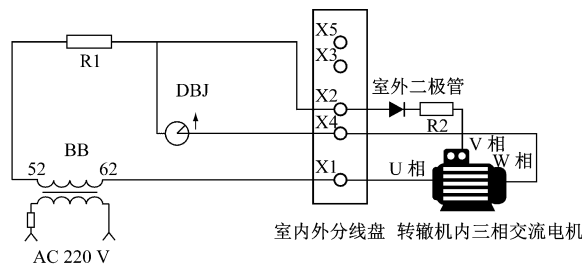 X5
X3
R1
DBJ
室外二极管
X2
X4
R2
V 相
W 相
52
BB
62
X1
U 相
AC 220 V
室内外分线盘
转辙机内三相交流电机